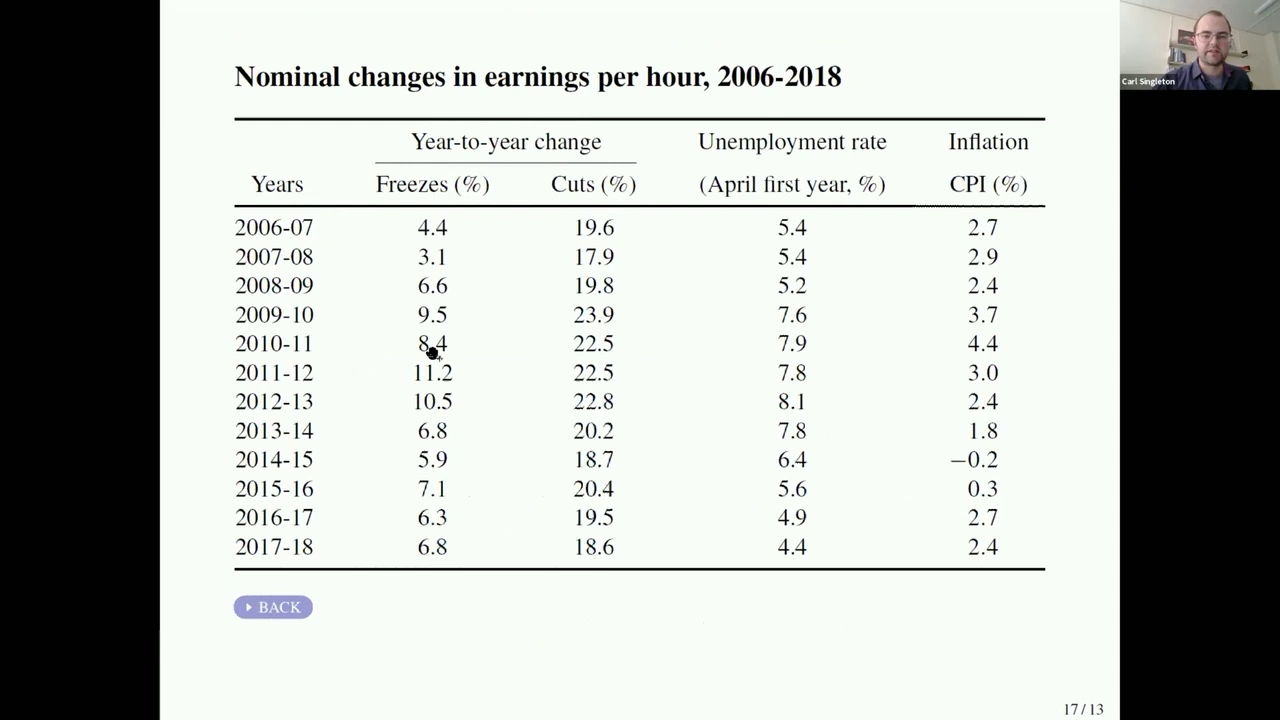 Nominal changes in earnings per hour, 2006-2018
Year-to-year change Unemployment rate Inflation
Years Freezes (%) Cuts (%) (April first year, %) CPI (%)
2006-07 4.4 19.6 5.4 2.7
2007-08 3.1 17.9 5.4 2.9
2008-09 6.6 19.8 5.2 2.4
2009-10 9.5 23.9 7.6 3.7
2010-11 8.4 22.5 7.9 4.4
2011-12 11.2 22.5 7.8 3.0
2012-13 10.5 22.8 8.1 2.4
2013-14 6.8 20.2 7.8 1.8
2014-15 5.9 18.7 6.4 −0.2
2015-16 7.1 20.4 5.6 0.3
2016-17 6.3 19.5 4.9 2.7
2017-18 6.8 18.6 4.4 2.4
BACK
17 / 13
Carl Singleton